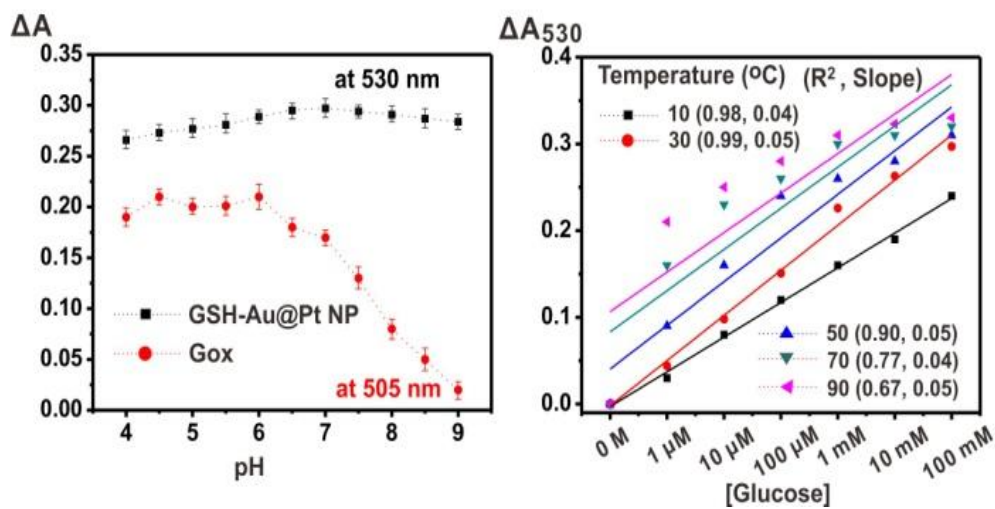 ΔA
0.35
0.30
0.25
0.20
0.15
0.10
0.05
0.00
at 530 nm
GSH-Au@Pt NP
Gox
at 505 nm
4 5 6 7 8 9
pH
ΔA530
0.4
0.3
0.2
0.1
0.0
Temperature (ºC) (R², Slope)
10 (0.98, 0.04)
30 (0.99, 0.05)
50 (0.90, 0.05)
70 (0.77, 0.04)
90 (0.67, 0.05)
0 M 1 μM 10 μM 100 μM 1 mM 10 mM 100 mM
[Glucose]